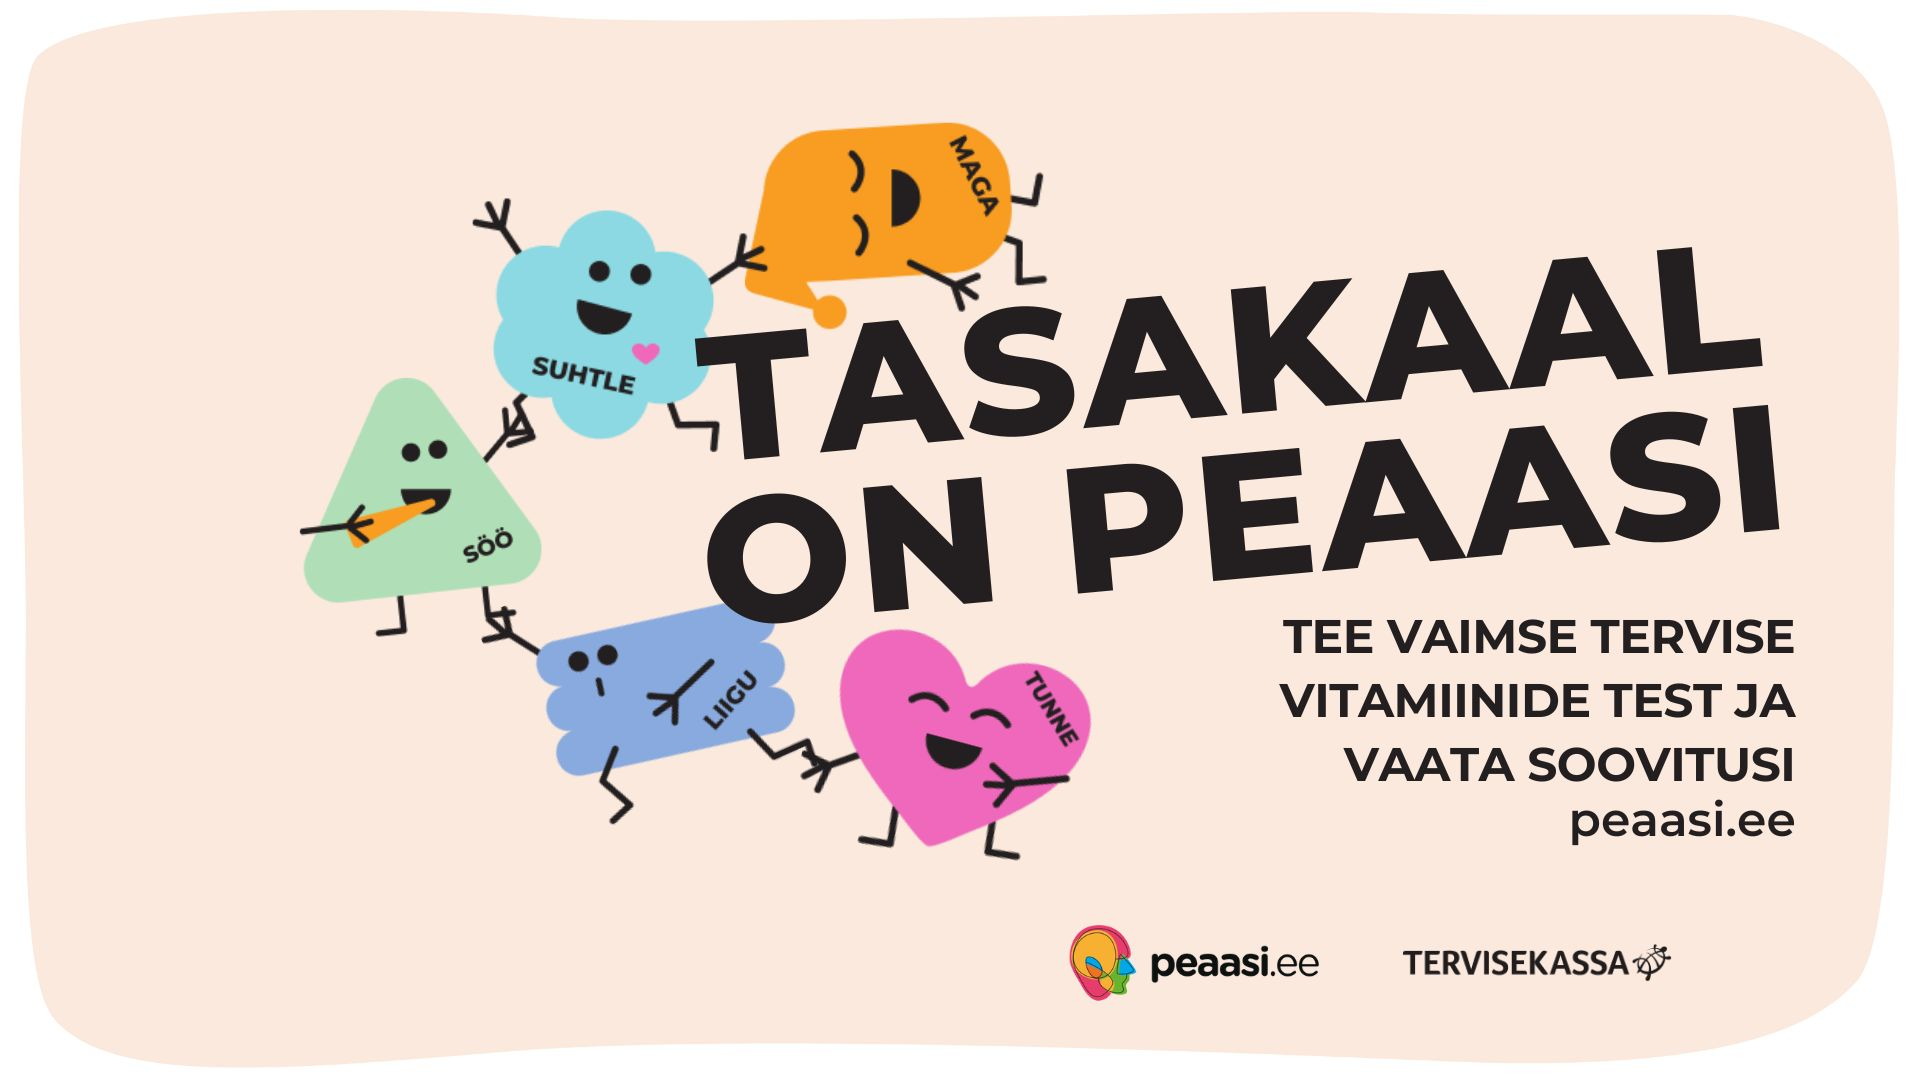 MAGA
SUHTLE
SÖÖ
LIIGU
TUNNE
TASAKAAL
ON PEAASI
TEE VAIMSE TERVISE
VITAMIINIDE TEST JA
VAATA SOOVITUSI
peaasi.ee
peaasi.ee
TERVISEKASSA